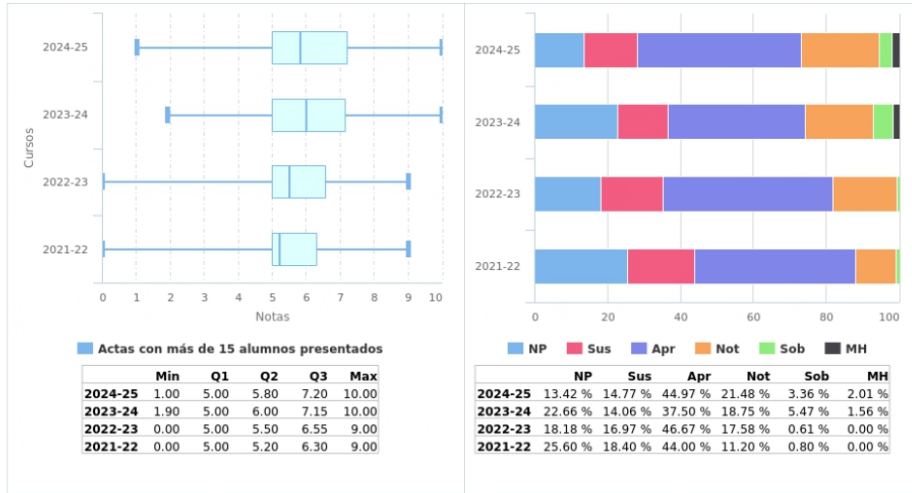 2024-25
2023-24
2022-23
2021-22
Cursos
0 1 2 3 4 5 6 7 8 9 10
Notas
Actas con más de 15 alumnos presentados
Min Q1 Q2 Q3 Max
2024-25 1.00 5.00 5.80 7.20 10.00
2023-24 1.90 5.00 6.00 7.15 10.00
2022-23 0.00 5.00 5.50 6.55 9.00
2021-22 0.00 5.00 5.20 6.30 9.00
2024-25
2023-24
2022-23
2021-22
0 20 40 60 80 100
NP Sus Apr Not Sob MH
NP Sus Apr Not Sob MH
2024-25 13.42 % 14.77 % 44.97 % 21.48 % 3.36 % 2.01 %
2023-24 22.66 % 14.06 % 37.50 % 18.75 % 5.47 % 1.56 %
2022-23 18.18 % 16.97 % 46.67 % 17.58 % 0.61 % 0.00 %
2021-22 25.60 % 18.40 % 44.00 % 11.20 % 0.80 % 0.00 %